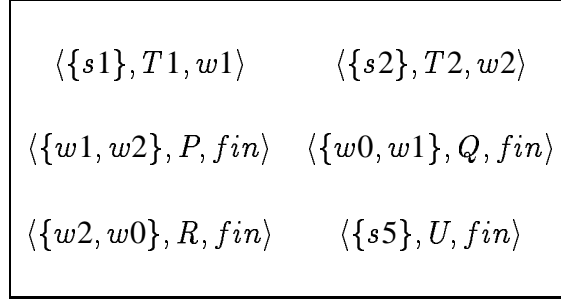 ⟨{s1}, T1, w1⟩ ⟨{s2}, T2, w2⟩
⟨{w1, w2}, P, fin⟩ ⟨{w0, w1}, Q, fin⟩
⟨{w2, w0}, R, fin⟩ ⟨{s5}, U, fin⟩